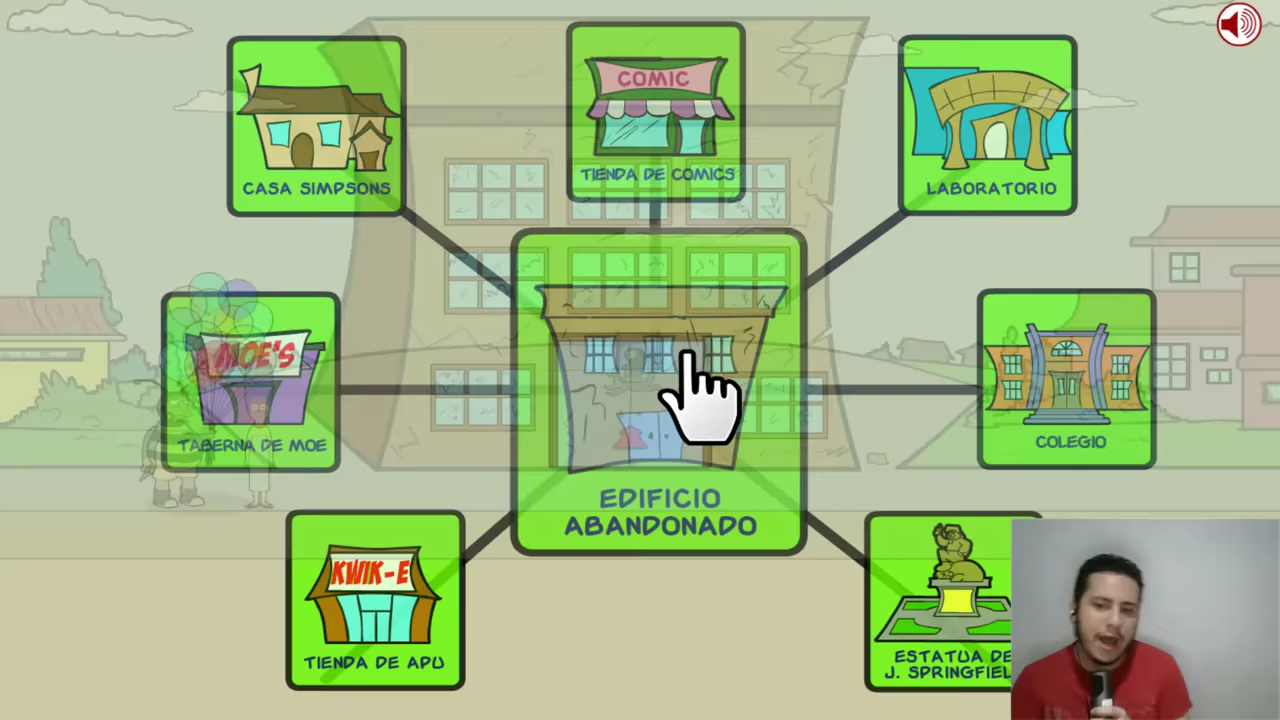 COMIC
TIENDA DE COMICS
CASA SIMPSONS
LABORATORIO
MOE'S
TABERNA DE MOE
EDIFICIO
ABANDONADO
COLEGIO
KWIK-E
TIENDA DE APU
ESTATUA DE
J. SPRINGFIEL